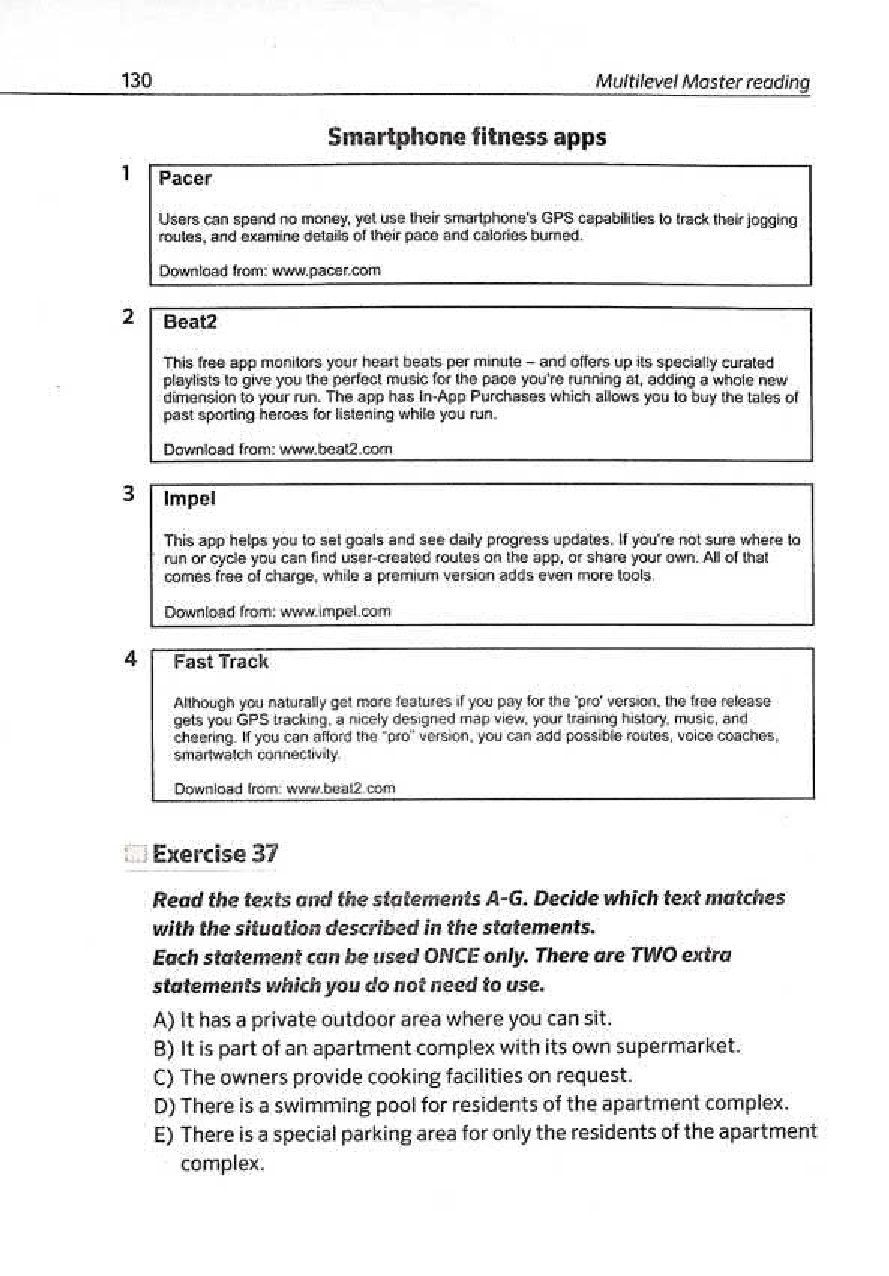 130
Multilevel Master reading
Smartphone fitness apps
1
Pacer
Users can spend no money, yet use their smartphone's GPS capabilities to track their jogging
routes, and examine details of their pace and calories burned.
Download from: www.pacer.com
2
Beat2
This free app monitors your heart beats per minute – and offers up its specially curated
playlists to give you the perfect music for the pace you're running at, adding a whole new
dimension to your run. The app has In-App Purchases which allows you to buy the tales of
past sporting heroes for listening while you run.
Download from: www.beat2.com
3
Impel
This app helps you to set goals and see daily progress updates. If you're not sure where to
run or cycle you can find user-created routes on the app, or share your own. All of that
comes free of charge, while a premium version adds even more tools.
Download from: www.impel.com
4
Fast Track
Although you naturally get more features if you pay for the 'pro' version, the free release
gets you GPS tracking, a nicely designed map view, your training history, music, and
cheering. If you can afford the "pro" version, you can add possible routes, voice coaches,
smartwatch connectivity.
Download from: www.beat2.com
Exercise 37
Read the texts and the statements A-G. Decide which text matches
with the situation described in the statements.
Each statement can be used ONCE only. There are TWO extra
statements which you do not need to use.
A) It has a private outdoor area where you can sit.
B) It is part of an apartment complex with its own supermarket.
C) The owners provide cooking facilities on request.
D) There is a swimming pool for residents of the apartment complex.
E) There is a special parking area for only the residents of the apartment
complex.